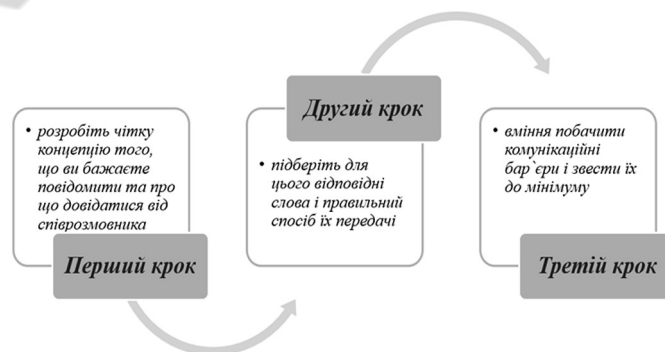 • розробіть чітку
концепцію того,
що ви бажаєте
повідомити та про
що довідатися від
співрозмовника
Перший крок
Другий крок
• підберіть для
цього відповідні
слова і правильний
спосіб їх передачі
• вміння побачити
комунікаційні
бар`єри і звести їх
до мінімуму
Третій крок